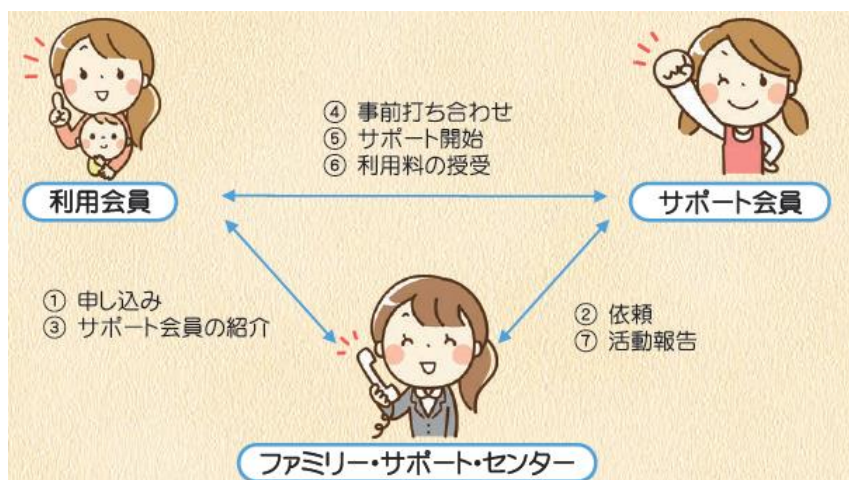 ④ 事前打ち合わせ
⑤ サポート開始
⑥ 利用料の授受
利用会員
サポート会員
① 申し込み
③ サポート会員の紹介
② 依頼
⑦ 活動報告
ファミリー・サポート・センター